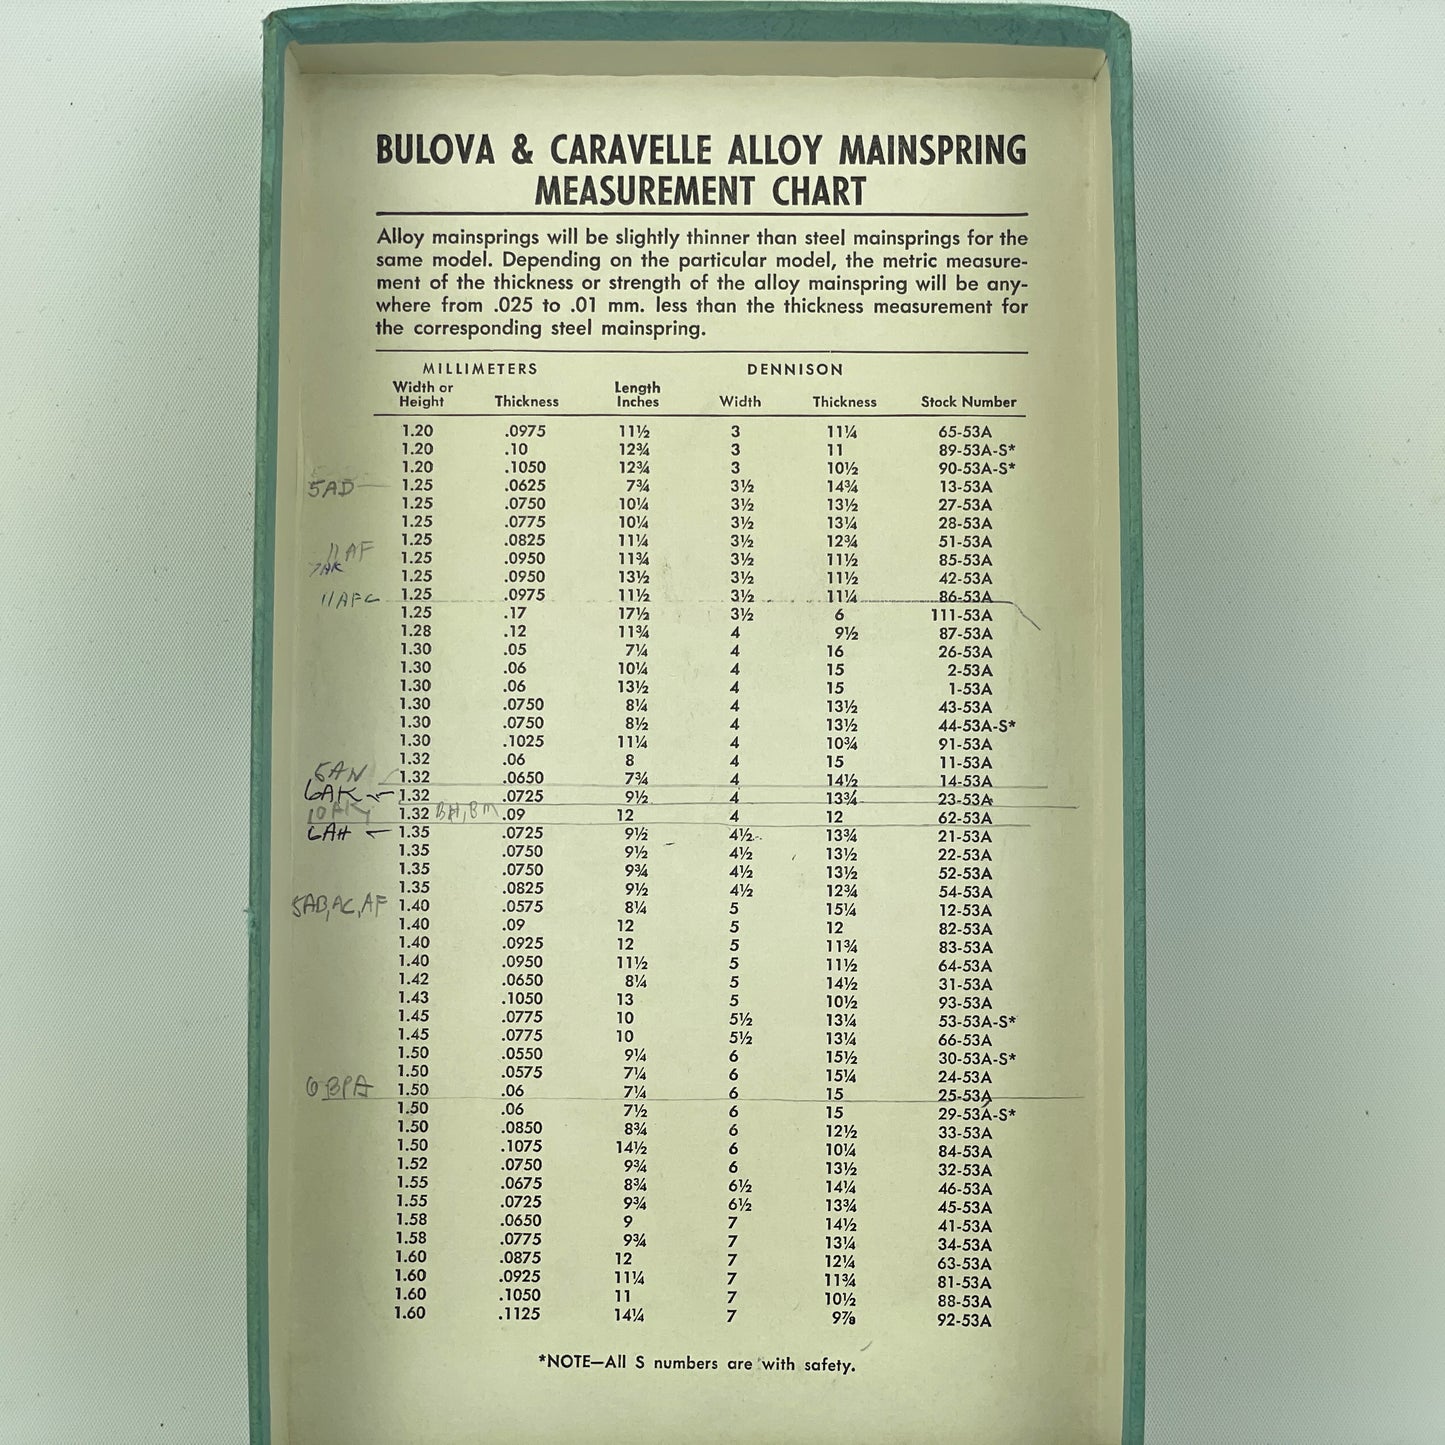 BULOVA & CARAVELLE ALLOY MAINSPRING
MEASUREMENT CHART
Alloy mainsprings will be slightly thinner than steel mainsprings for the
same model. Depending on the particular model, the metric measure-
ment of the thickness or strength of the alloy mainspring will be any-
where from .025 to .01 mm. less than the thickness measurement for
the corresponding steel mainspring.
MILLIMETERS DENNISON
Width or Height Thickness Length Inches Width Thickness Stock Number
1.20 .0975 11½ 3 11¼ 65-53A
1.20 .10 12¾ 3 11 89-53A-S*
1.20 .1050 12¾ 3 10½ 90-53A-S*
5AD 1.25 .0625 7¾ 3½ 14¾ 13-53A
1.25 .0750 10¼ 3½ 13½ 27-53A
1.25 .0775 10¼ 3½ 13¼ 28-53A
1.25 .0825 11¼ 3½ 12¾ 51-53A
11AF 1.25 .0950 11¾ 3½ 11½ 85-53A
7AK 1.25 .0950 13½ 3½ 11½ 42-53A
11AFC 1.25 .0975 11½ 3½ 11¼ 86-53A
1.25 .17 17½ 3½ 6 111-53A
1.28 .12 11¾ 4 9½ 87-53A
1.30 .05 7¼ 4 16 26-53A
1.30 .06 10¼ 4 15 2-53A
1.30 .06 13½ 4 15 1-53A
1.30 .0750 8¼ 4 13½ 43-53A
1.30 .0750 8½ 4 13½ 44-53A-S*
1.30 .1025 11¼ 4 10¾ 91-53A
1.32 .06 8 4 15 11-53A
5AN 1.32 .0650 7¾ 4 14½ 14-53A
6AK 1.32 .0725 9½ 4 13¾ 23-53A
1.32 BH, BM .09 12 4 12 62-53A
6AH 1.35 .0725 9½ 4½ 13¾ 21-53A
1.35 .0750 9½ 4½ 13½ 22-53A
1.35 .0750 9¾ 4½ 13½ 52-53A
1.35 .0825 9½ 4½ 12¾ 54-53A
5AB, AC, AF 1.40 .0575 8¼ 5 15¼ 12-53A
1.40 .09 12 5 12 82-53A
1.40 .0925 12 5 11¾ 83-53A
1.40 .0950 11½ 5 11½ 64-53A
1.42 .0650 8¼ 5 14½ 31-53A
1.43 .1050 13 5 10½ 93-53A
1.45 .0775 10 5½ 13¼ 53-53A-S*
1.45 .0775 10 5½ 13¼ 66-53A
1.50 .0550 9¼ 6 15½ 30-53A-S*
1.50 .0575 7¼ 6 15¼ 24-53A
6BPA 1.50 .06 7¼ 6 15 25-53A
1.50 .06 7½ 6 15 29-53A-S*
1.50 .0850 8¾ 6 12½ 33-53A
1.50 .1075 14½ 6 10¼ 84-53A
1.52 .0750 9¾ 6 13½ 32-53A
1.55 .0675 8¾ 6½ 14¼ 46-53A
1.55 .0725 9¾ 6½ 13¾ 45-53A
1.58 .0650 9 7 14½ 41-53A
1.58 .0775 9¾ 7 13¼ 34-53A
1.60 .0875 12 7 12¼ 63-53A
1.60 .0925 11¼ 7 11¾ 81-53A
1.60 .1050 11 7 10½ 88-53A
1.60 .1125 14¼ 7 9⅞ 92-53A
*NOTE—All S numbers are with safety.